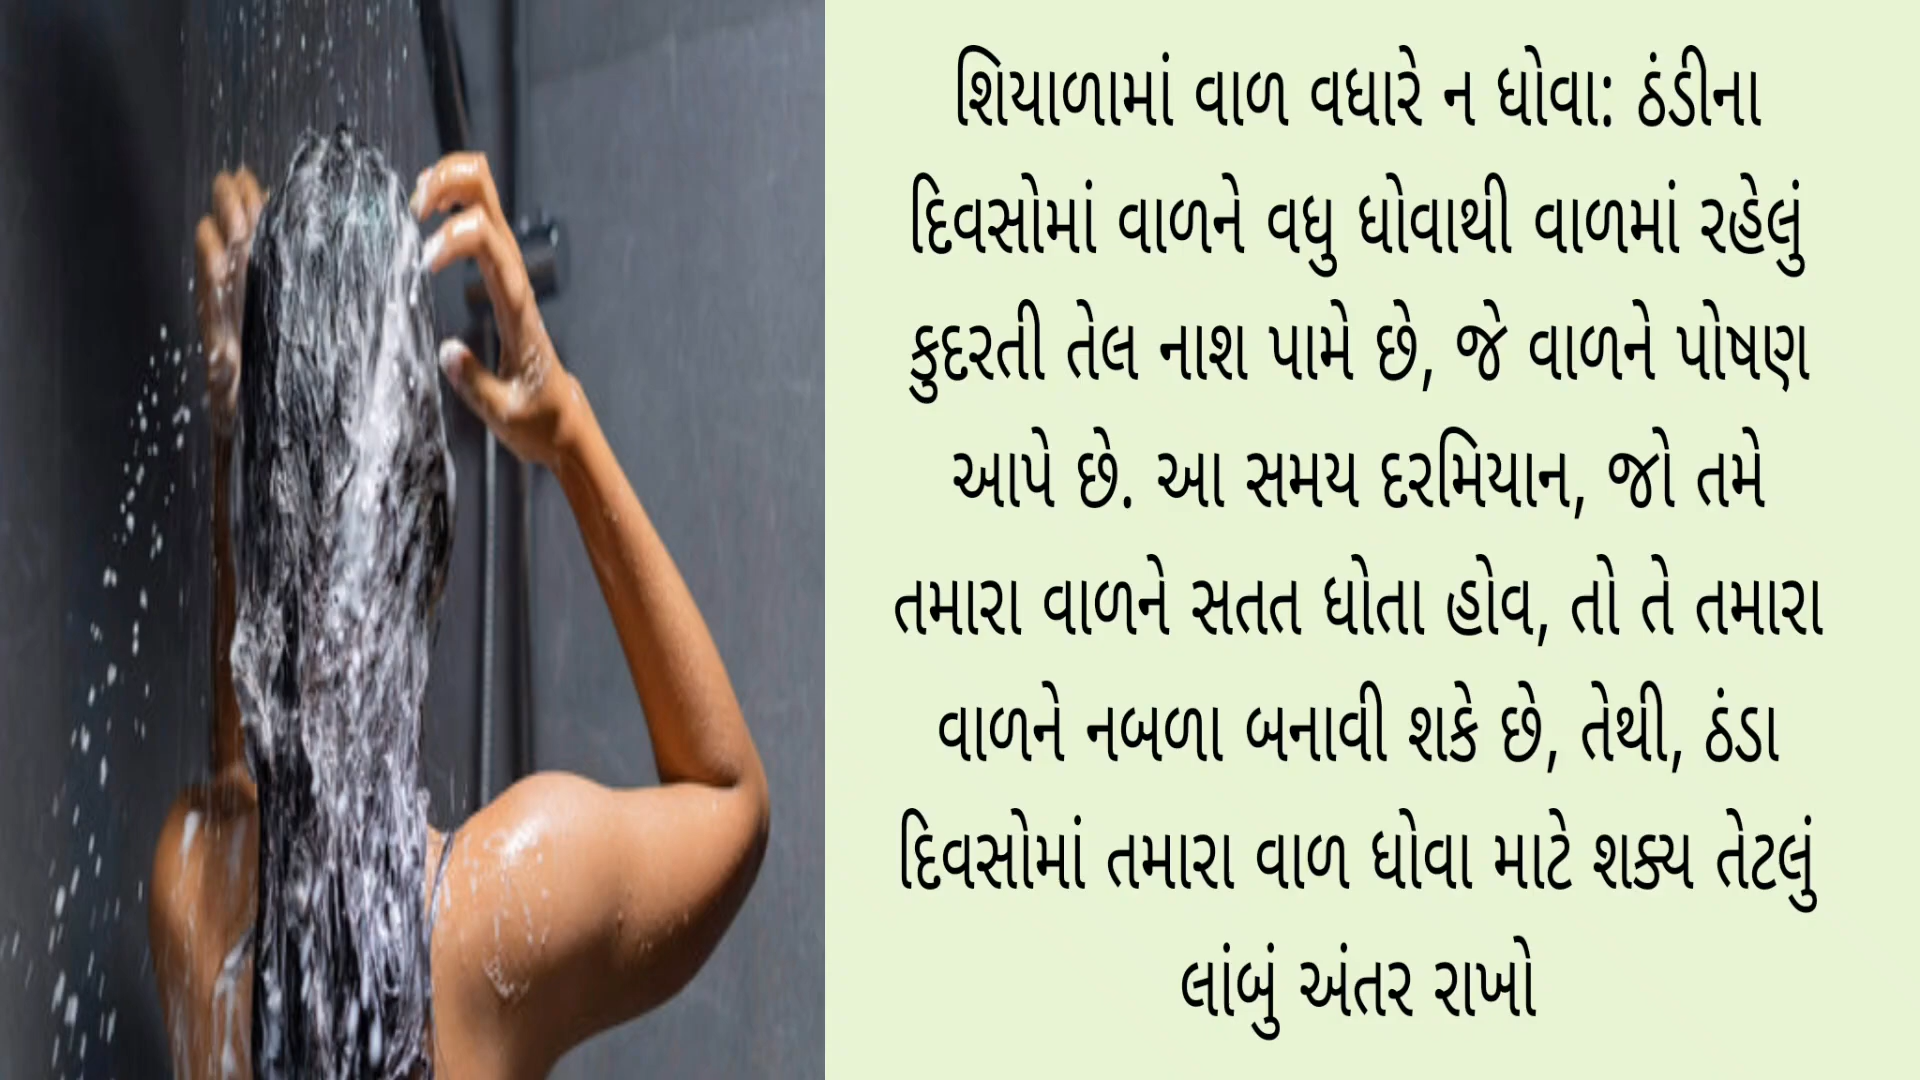 શિયાળામાં વાળ વધારે ન ધોવા: ઠંડીના
દિવસોમાં વાળને વધુ ધોવાથી વાળમાં રહેલું
કુદરતી તેલ નાશ પામે છે, જે વાળને પોષણ
આપે છે. આ સમય દરમિયાન, જો તમે
તમારા વાળને સતત ધોતા હોવ, તો તે તમારા
વાળને નબળા બનાવી શકે છે, તેથી, ઠંડા
દિવસોમાં તમારા વાળ ધોવા માટે શક્ય તેટલું
લાંબું અંતર રાખો